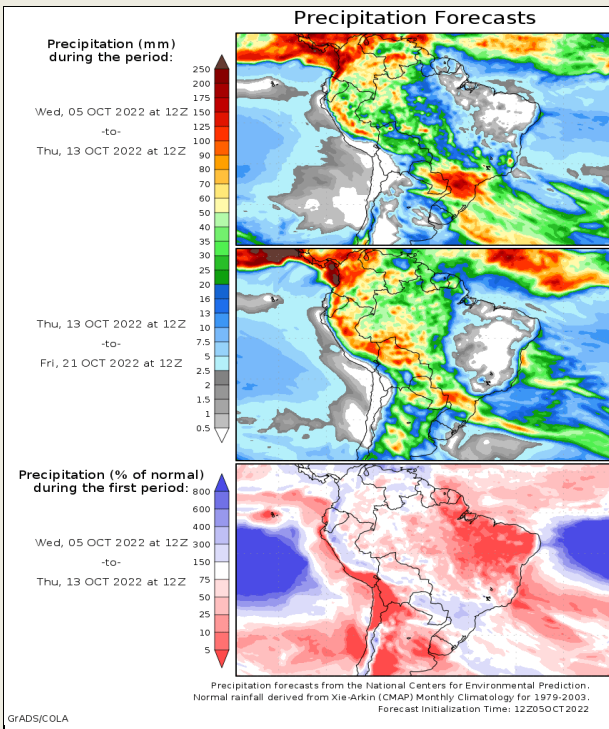 Precipitation Forecasts
Precipitation (mm)
during the period:
Wed, 05 OCT 2022 at 12Z
-to-
Thu, 13 OCT 2022 at 12Z
250
200
175
150
125
100
90
80
70
60
50
40
35
30
25
20
16
13
10
7.5
5
2.5
2
1.5
1
0.5
Thu, 13 OCT 2022 at 12Z
-to-
Fri, 21 OCT 2022 at 12Z
Precipitation (% of normal)
during the first period:
Wed, 05 OCT 2022 at 12Z
-to-
Thu, 13 OCT 2022 at 12Z
800
600
400
300
150
75
50
25
10
5
Precipitation forecasts from the National Centers for Environmental Prediction.
Normal rainfall derived from Xie-Arkin (CMAP) Monthly Climatology for 1979-2003.
Forecast Initialization Time: 12Z05OCT2022
GrADS/COLA